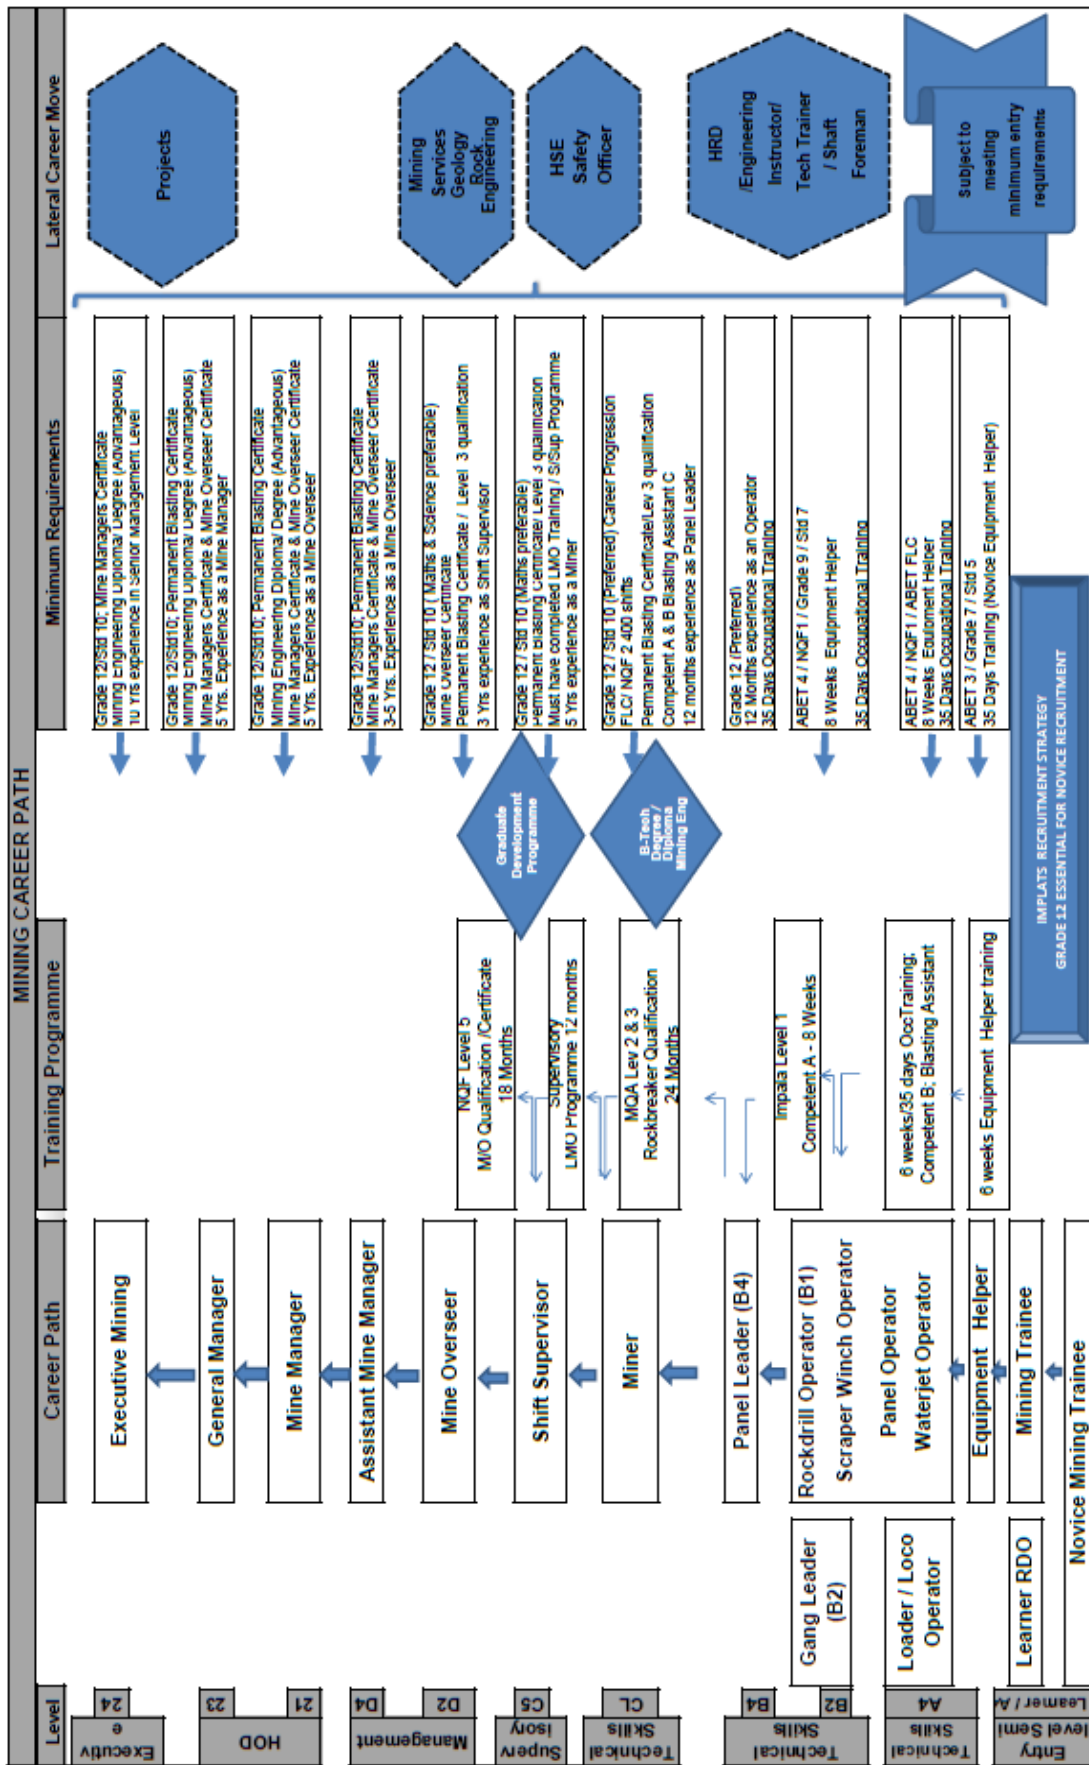 MINING CAREER PATH
Level
Career Path
Training Programme
Minimum Requirements
Lateral Career Move
Executiv
e
24
Executive Mining
Grade 12/Std 10; Mine Managers Certificate
Mining Engineering Diploma/ Degree (Advantageous)
10 Yrs experience in Senior Management Level
Projects
HOD
23
General Manager
Grade 12/Std10; Permanent Blasting Certificate
Mining Engineering Diploma/ Degree (Advantageous)
Mine Managers Certificate & Mine Overseer Certificate
5 Yrs. Experience as a Mine Manager
21
Mine Manager
Grade 12/Std10; Permanent Blasting Certificate
Mining Engineering Diploma/ Degree (Advantageous)
Mine Managers Certificate & Mine Overseer Certificate
5 Yrs. Experience as a Mine Overseer
Management
D4
Assistant Mine Manager
Grade 12/Std10; Permanent Blasting Certificate
Mine Managers Certificate & Mine Overseer Certificate
3-5 Yrs. Experience as a Mine Overseer
D2
Mine Overseer
NQF Level 5
M/O Qualification /Certificate
18 Months
Grade 12 / Std 10 ( Maths & Science preferable)
Mine Overseer Certificate
Permanent Blasting Certificate / Level 3 qualification
3 Yrs experience as Shift Supervisor
Mining
Services
Geology
Rock
Engineering
Superv
isory
C5
Shift Supervisor
Supervisory
LMO Programme 12 months
Graduate
Development
Programme
Grade 12 / Std 10 (Maths preferable)
Permanent Blasting Certificate/ Level 3 qualification
Must have completed LMO Training / S/Sup Programme
5 Yrs experience as a Miner
HSE
Safety
Officer
Technical
Skills
CL
Miner
MQA Lev 2 & 3
Rockbreaker Qualification
24 Months
B-Tech
Degree /
Diploma
Mining Eng
Grade 12 / Std 10 (Preferred) Career Progression
FLC/ NQF 2 400 shifts
Permanent Blasting Certificate/Lev 3 qualification
Competent A & B Blasting Assistant C
12 months experience as Panel Leader
Technical
Skills
B4
Panel Leader (B4)
Grade 12 (Preferred)
12 Months experience as an Operator
35 Days Occupational Training
HRD
/Engineering
Instructor/
Tech Trainer
/ Shaft
Foreman
B2
Gang Leader
(B2)
Rockdrill Operator (B1)
Scraper Winch Operator
Panel Operator
Waterjet Operator
Impala Level 1
Competent A - 8 Weeks
ABET 4 / NQF1 / Grade 9 / Std 7
8 Weeks Equipment Helper
35 Days Occupational Training
Technical
Skills
A4
Loader / Loco
Operator
6 weeks/35 days OccTraining;
Competent B; Blasting Assistant
ABET 4 / NQF1 / ABET FLC
8 Weeks Equipment Helper
35 Days Occupational Training
Subject to
meeting
minimum entry
requirements
Equipment Helper
6 weeks Equipment Helper training
ABET 3 / Grade 7 / Std 5
35 Days Training (Novice Equipment Helper)
Entry
level Semi
Learner / A
Learner RDO
Mining Trainee
Novice Mining Trainee
IMPLATS RECRUITMENT STRATEGY
GRADE 12 ESSENTIAL FOR NOVICE RECRUITMENT